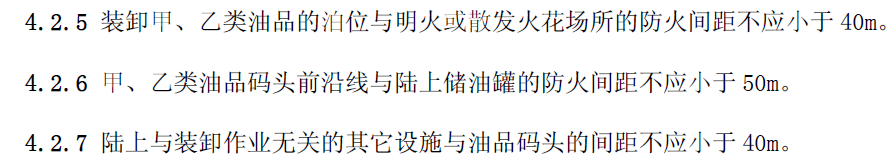 4.2.5 装卸甲、乙类油品的泊位与明火或散发火花场所的防火间距不应小于 40m。
4.2.6 甲、乙类油品码头前沿线与陆上储油罐的防火间距不应小于 50m。
4.2.7 陆上与装卸作业无关的其它设施与油品码头的间距不应小于 40m。